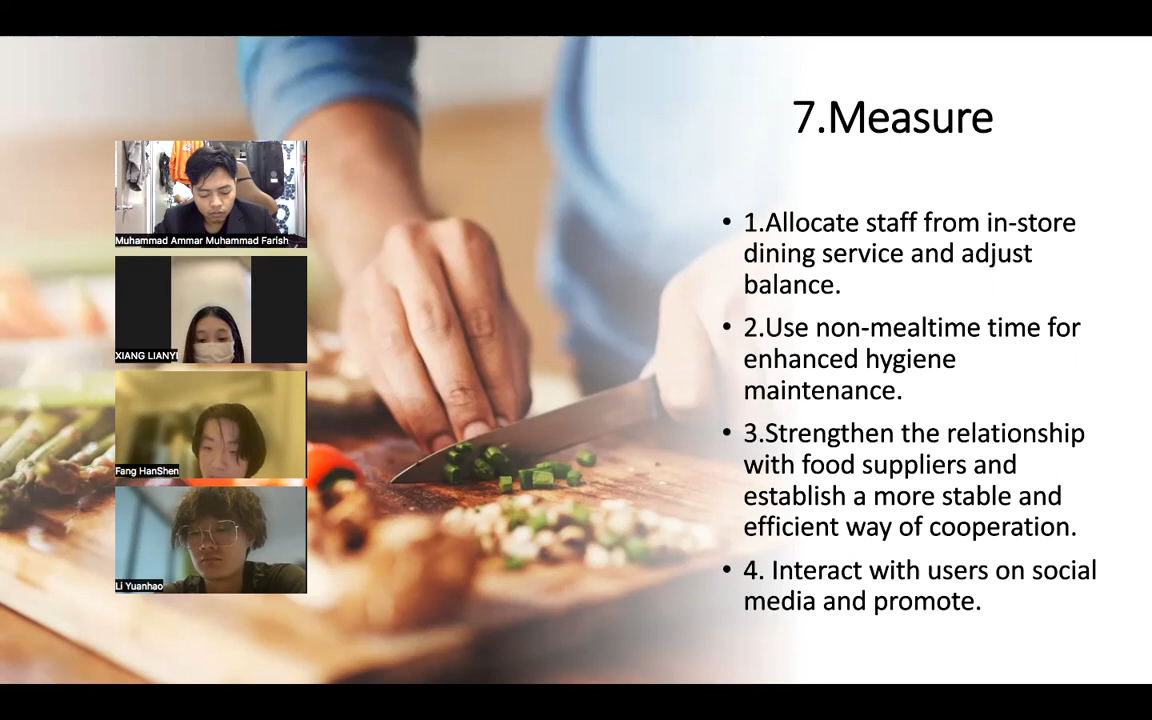 7.Measure
Muhammad Ammar Muhammad Farish
XIANG LIANYI
Fang HanShen
Li Yuanhao
• 1.Allocate staff from in-store
dining service and adjust
balance.
• 2.Use non-mealtime time for
enhanced hygiene
maintenance.
• 3.Strengthen the relationship
with food suppliers and
establish a more stable and
efficient way of cooperation.
• 4. Interact with users on social
media and promote.